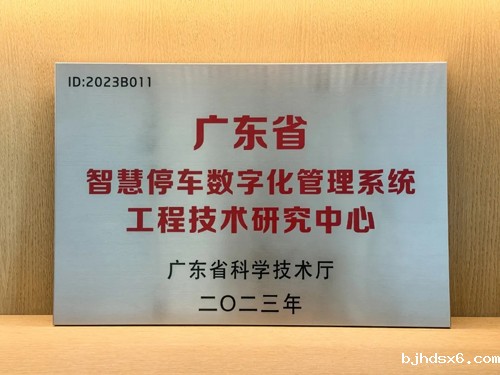 ID:2023B011
广东省
智慧停车数字化管理系统
工程技术研究中心
广东省科学技术厅
二〇二三年
bjhdsx6.com